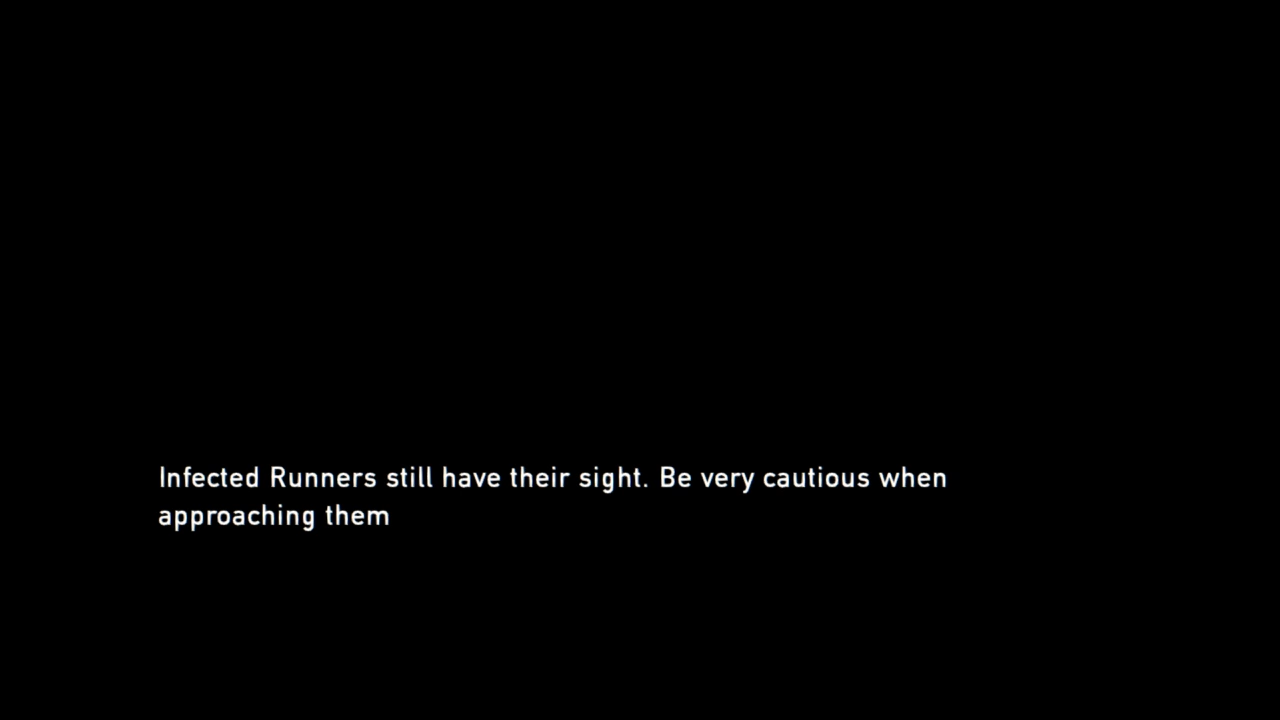 Infected Runners still have their sight. Be very cautious when
approaching them